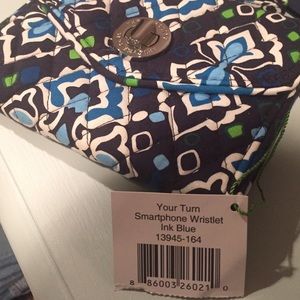 Your Turn
Smartphone Wristlet
Ink Blue
13945-164
8 86003 26021 0